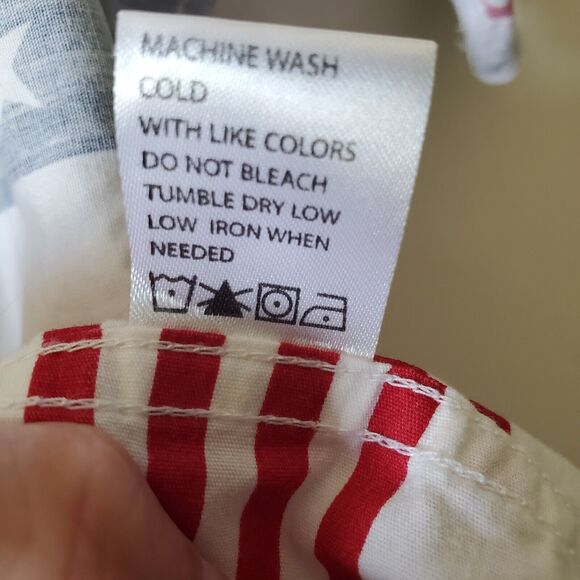 MACHINE WASH
COLD
WITH LIKE COLORS
DO NOT BLEACH
TUMBLE DRY LOW
LOW IRON WHEN
NEEDED